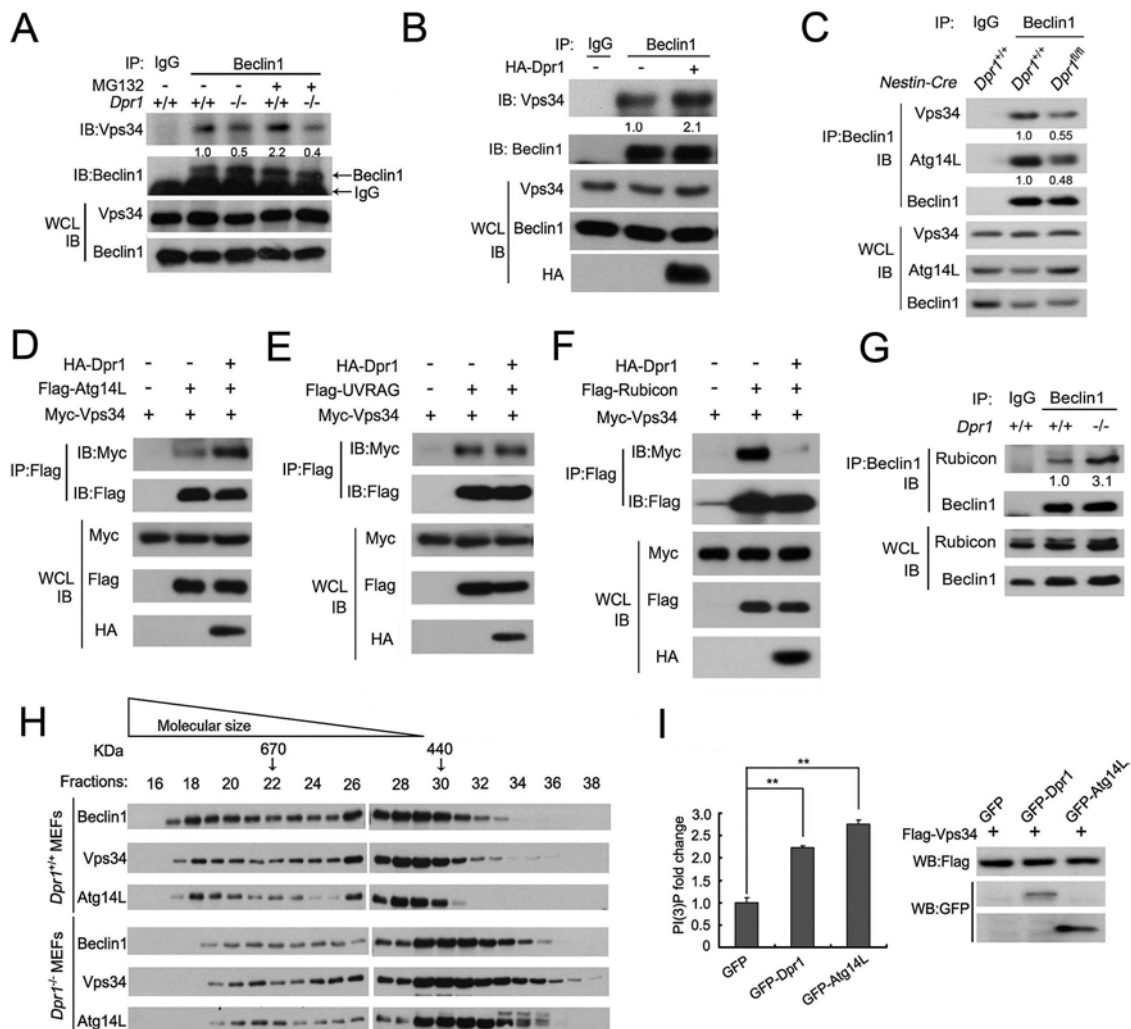 A
IP: IgG Beclin1
MG132 - - - + +
Dpr1 +/+ +/+ -/- +/+ -/-
IB:Vps34
1.0 0.5 2.2 0.4
IB:Beclin1
Beclin1
IgG
WCL IB
Vps34
Beclin1
B
IP: IgG Beclin1
HA-Dpr1 - - +
IB: Vps34
1.0 2.1
IB: Beclin1
WCL IB
Vps34
Beclin1
HA
C
IP: IgG Beclin1
Nestin-Cre Dpr1+/+ Dpr1+/+ Dpr1fl/fl
IP:Beclin1 IB
Vps34
1.0 0.55
Atg14L
1.0 0.48
Beclin1
WCL IB
Vps34
Atg14L
Beclin1
D
HA-Dpr1 - - +
Flag-Atg14L - + +
Myc-Vps34 + + +
IP:Flag
IB:Myc
IB:Flag
WCL IB
Myc
Flag
HA
E
HA-Dpr1 - - +
Flag-UVRAG - + +
Myc-Vps34 + + +
IP:Flag
IB:Myc
IB:Flag
WCL IB
Myc
Flag
HA
F
HA-Dpr1 - - +
Flag-Rubicon - + +
Myc-Vps34 + + +
IP:Flag
IB:Myc
IB:Flag
WCL IB
Myc
Flag
HA
G
IP: IgG Beclin1
Dpr1 +/+ +/+ -/-
IP:Beclin1 IB
Rubicon
1.0 3.1
Beclin1
WCL IB
Rubicon
Beclin1
H
Molecular size
KDa 670 440
Fractions: 16 18 20 22 24 26 28 30 32 34 36 38
Dpr1+/+ MEFs
Beclin1
Vps34
Atg14L
Dpr1-/- MEFs
Beclin1
Vps34
Atg14L
I
**
**
PI(3)P fold change
3.0
2.5
2.0
1.5
1.0
0.5
0
GFP
GFP-Dpr1
GFP-Atg14L
GFP GFP-Dpr1 GFP-Atg14L
Flag-Vps34 + + +
WB:Flag
WB:GFP